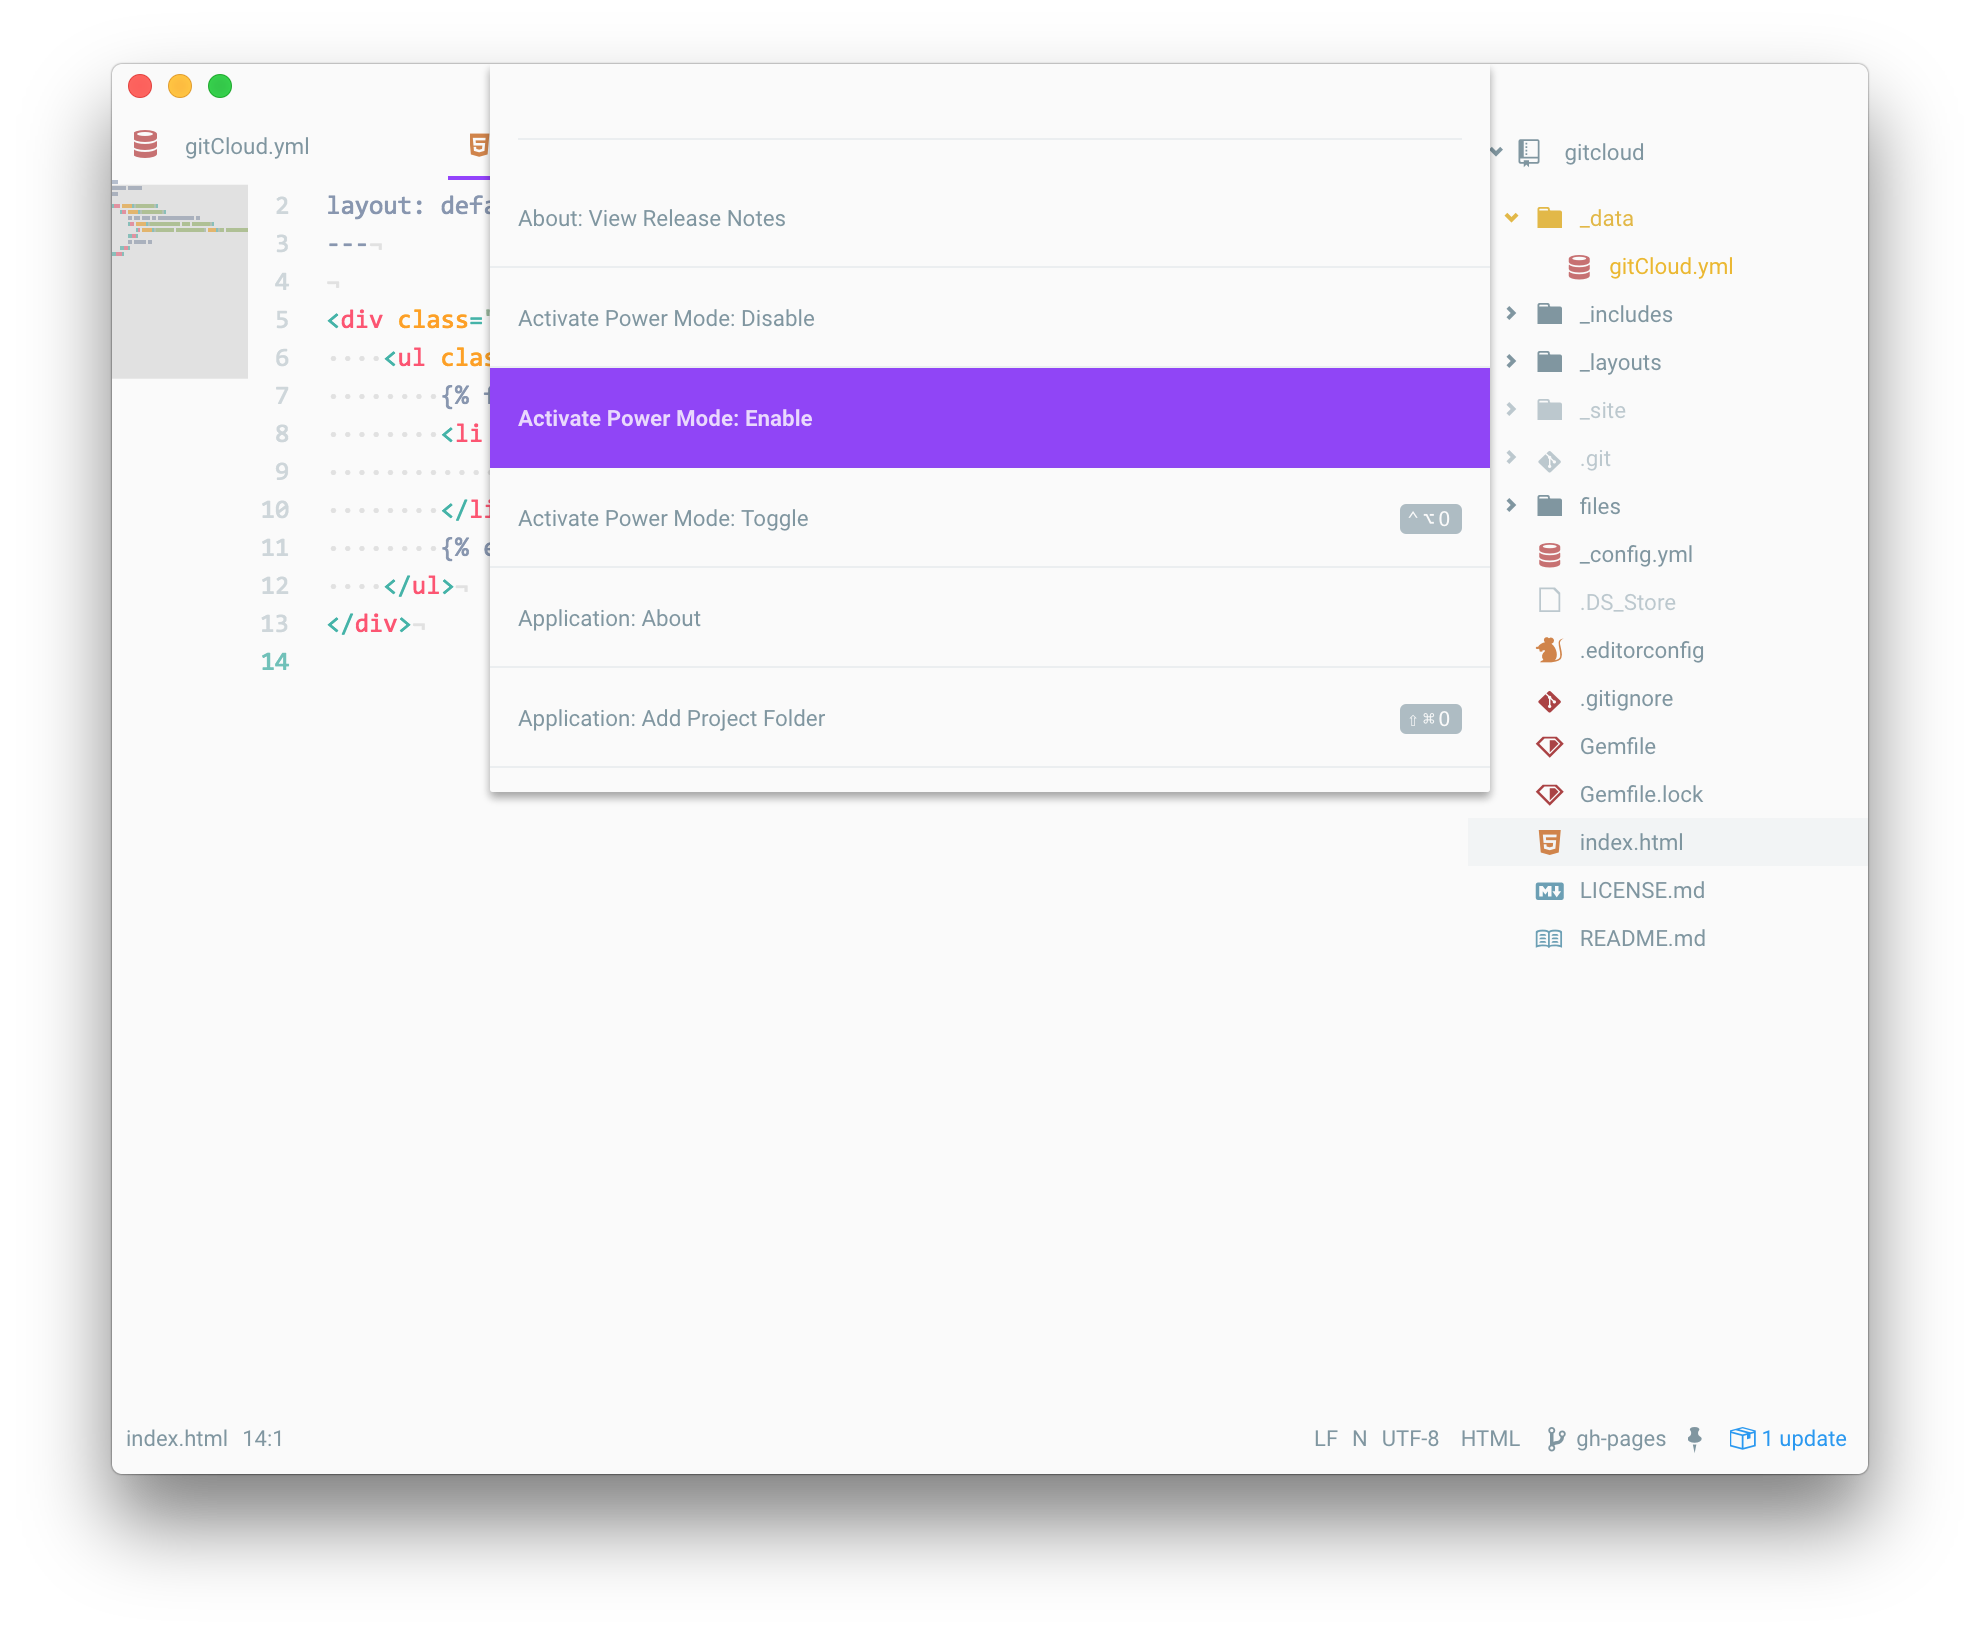 gitCloud.yml
2 layout: defa
3 ---¬
4 ¬
5 <div class="
6 ····<ul clas
7 ········{% f
8 ········<li
9 ············
10 ········</li
11 ········{% e
12 ····</ul>¬
13 </div>¬
14
About: View Release Notes
Activate Power Mode: Disable
Activate Power Mode: Enable
Activate Power Mode: Toggle ⌃⌥O
Application: About
Application: Add Project Folder ⇧⌘O
gitcloud
_data
gitCloud.yml
_includes
_layouts
_site
.git
files
_config.yml
.DS_Store
.editorconfig
.gitignore
Gemfile
Gemfile.lock
index.html
LICENSE.md
README.md
index.html 14:1
LF N UTF-8 HTML gh-pages 1 update